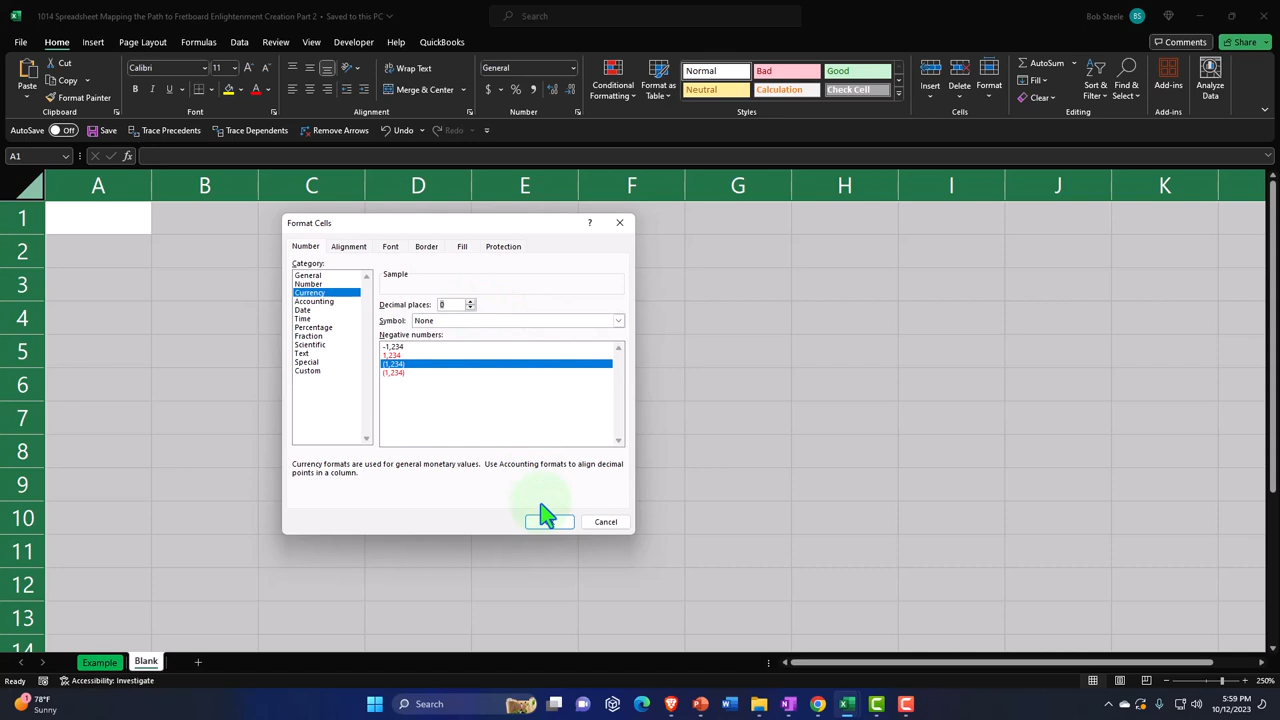 1014 Spreadsheet Mapping the Path to Fretboard Enlightenment Creation Part 2 • Saved to this PC
Search
Bob Steele BS
File Home Insert Page Layout Formulas Data Review View Developer Help QuickBooks Comments Share
Paste Cut Copy Format Painter Clipboard
Calibri 11 B I U A Font
Wrap Text Merge & Center Alignment
General $ % Number
Conditional Formatting Format as Table
Normal Bad Good
Neutral Calculation Check Cell
Styles
Insert Delete Format Cells
AutoSum Fill Clear Sort & Filter Find & Select Editing
Add-ins Add-ins
Analyze Data
AutoSave Off Save Trace Precedents Trace Dependents Remove Arrows Undo Redo
A1 fx
A B C D E F G H I J K
1
2
3
4
5
6
7
8
9
10
11
12
13
14
Format Cells ?
Number Alignment Font Border Fill Protection
Category:
General
Number
Currency
Accounting
Date
Time
Percentage
Fraction
Scientific
Text
Special
Custom
Sample
Decimal places: 0
Symbol: None
Negative numbers:
-1,234
1,234
(1,234)
(1,234)
Currency formats are used for general monetary values. Use Accounting formats to align decimal
points in a column.
Cancel
Example Blank
Ready Accessibility: Investigate 250%
78°F
Sunny
Search
5:59 PM
10/12/2023